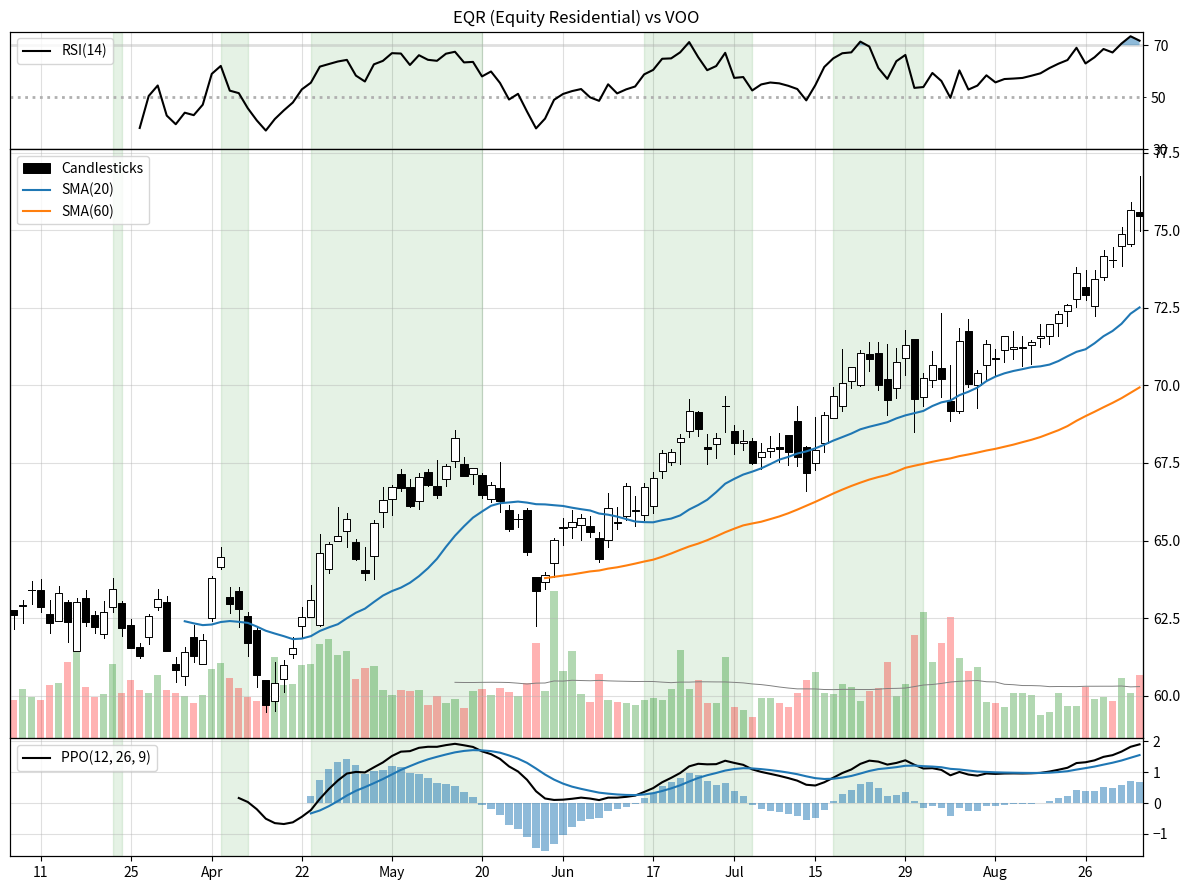 EQR (Equity Residential) vs VOO
RSI(14)
70
50
30
Candlesticks
SMA(20)
SMA(60)
77.5
75.0
72.5
70.0
67.5
65.0
62.5
60.0
PPO(12, 26, 9)
2
1
0
−1
11 25 Apr 22 May 20 Jun 17 Jul 15 29 Aug 26